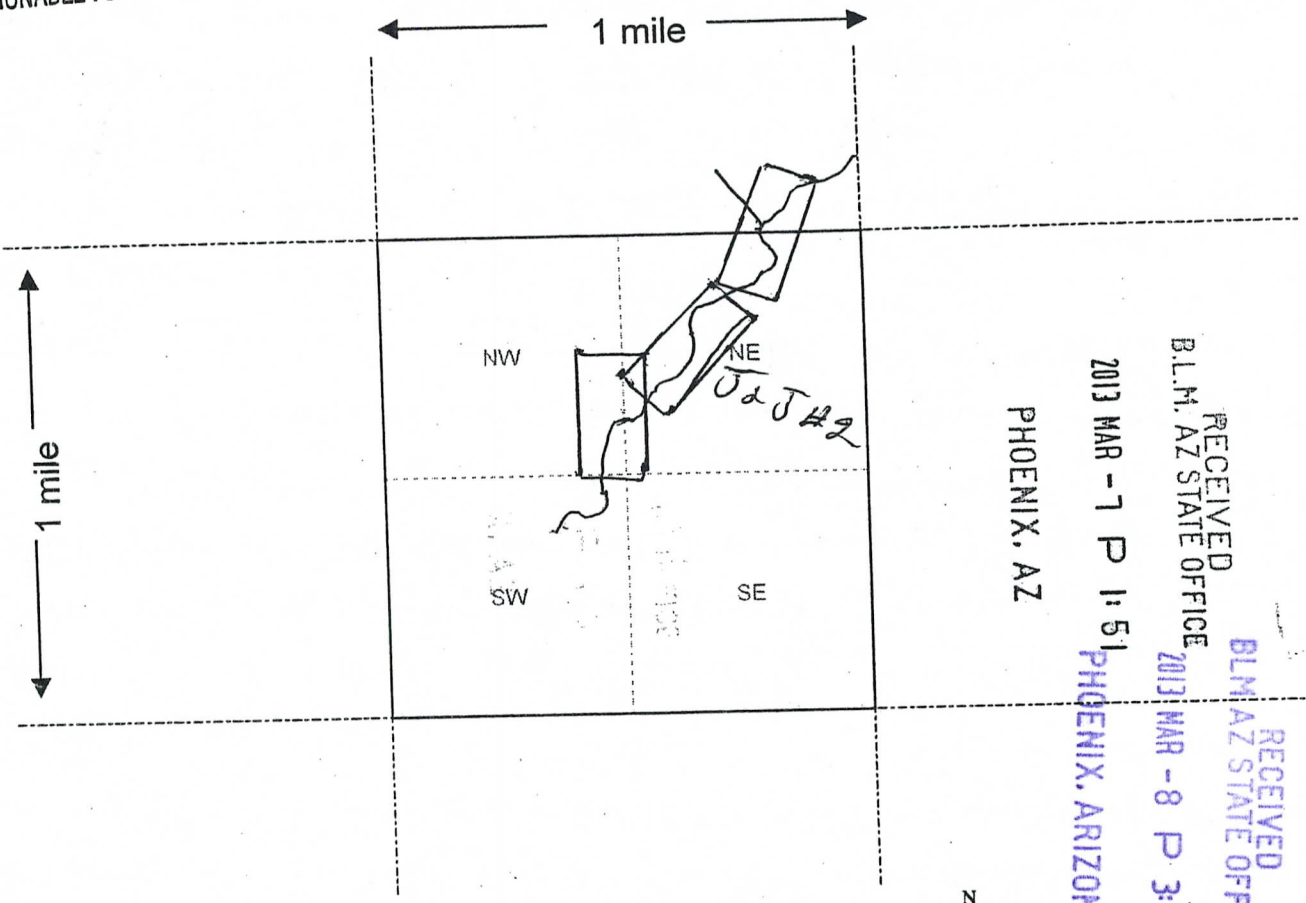 1 mile
1 mile
NW
NE
J & J #2
SW
SE
RECEIVED
B.L.M. AZ STATE OFFICE
2013 MAR -7 P 1:51
PHOENIX, AZ
RECEIVED
BLM AZ STATE OFF
2013 MAR -8 P 3:
PHOENIX, ARIZON
N